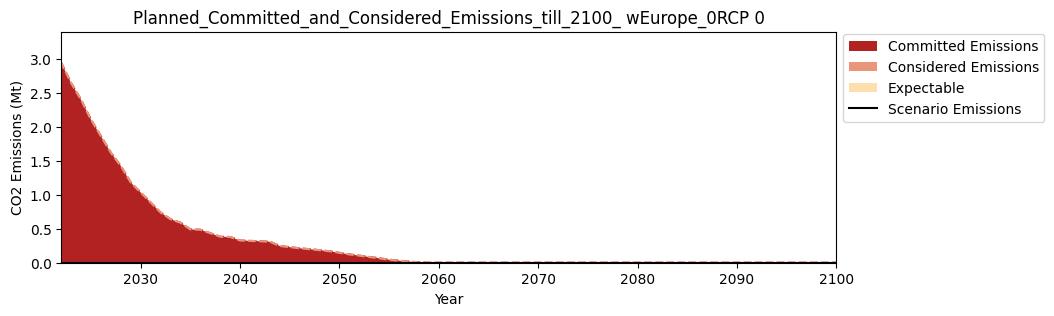 Planned_Committed_and_Considered_Emissions_till_2100_ wEurope_0RCP 0
CO2 Emissions (Mt)
3.0
2.5
2.0
1.5
1.0
0.5
0.0
2030 2040 2050 2060 2070 2080 2090 2100
Year
Committed Emissions
Considered Emissions
Expectable
Scenario Emissions